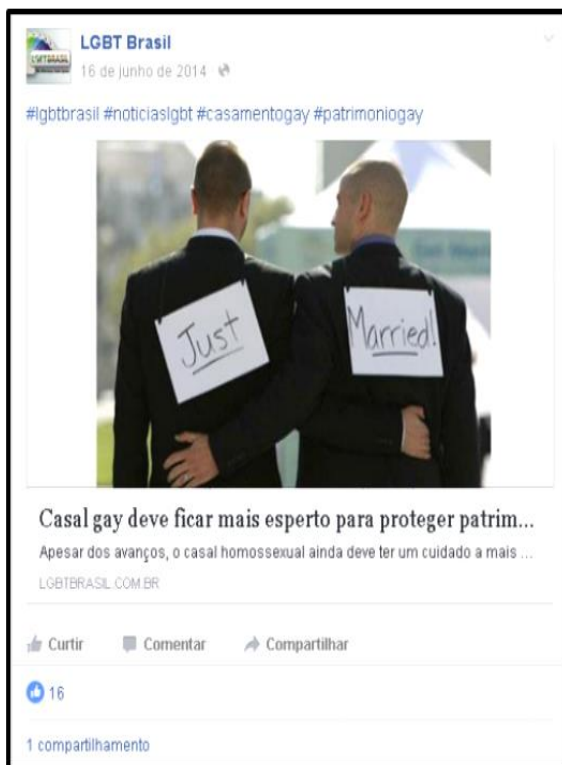 LGBT Brasil
16 de junho de 2014
#lgbtbrasil #noticiaslgbt #casamentogay #patrimoniogay
Just
Married!
Casal gay deve ficar mais esperto para proteger patrim...
Apesar dos avanços, o casal homossexual ainda deve ter um cuidado a mais ...
LGBTBRASIL.COM.BR
Curtir Comentar Compartilhar
16
1 compartilhamento